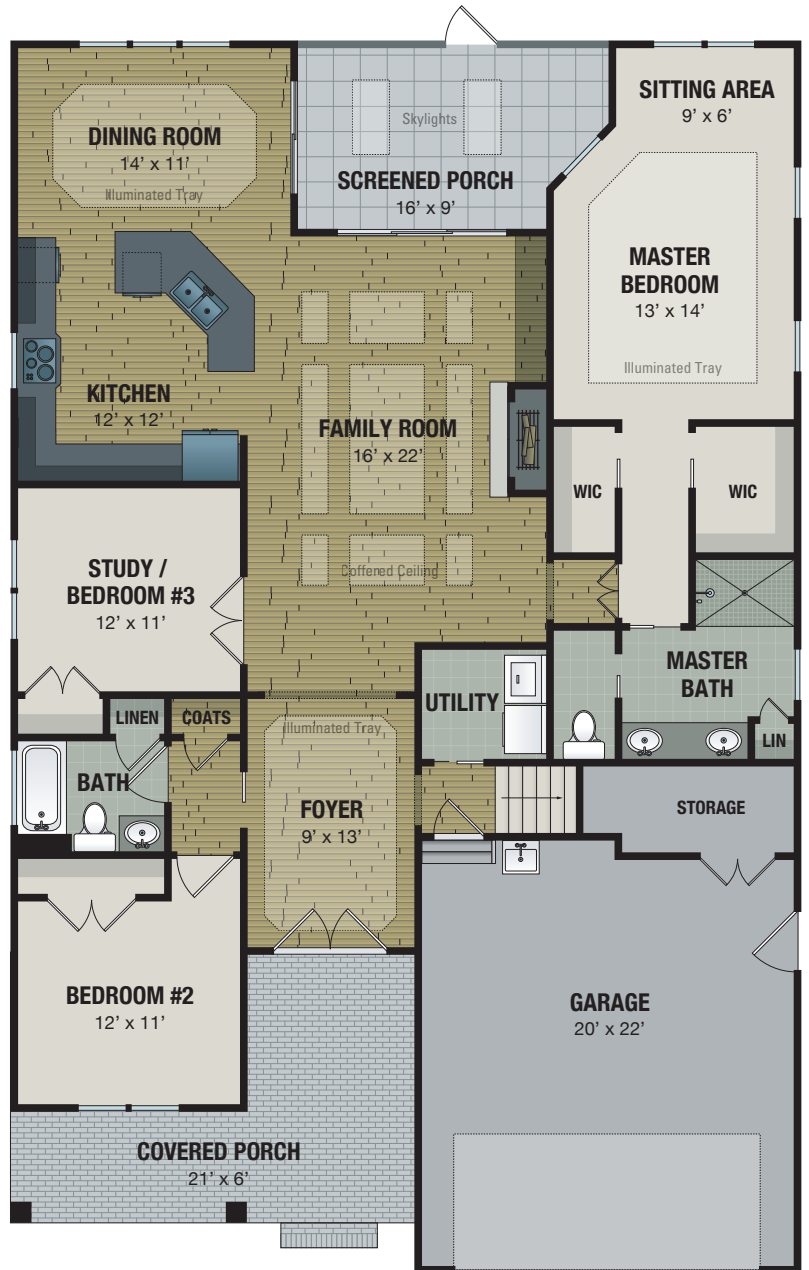 SITTING AREA
9’ x 6’
DINING ROOM
14’ x 11’
Illuminated Tray
Skylights
SCREENED PORCH
16’ x 9’
MASTER
BEDROOM
13’ x 14’
Illuminated Tray
KITCHEN
12’ x 12’
FAMILY ROOM
16’ x 22’
Coffered Ceiling
WIC
WIC
STUDY /
BEDROOM #3
12’ x 11’
MASTER
BATH
UTILITY
LINEN
COATS
Illuminated Tray
LIN
BATH
FOYER
9’ x 13’
STORAGE
BEDROOM #2
12’ x 11’
GARAGE
20’ x 22’
COVERED PORCH
21’ x 6’